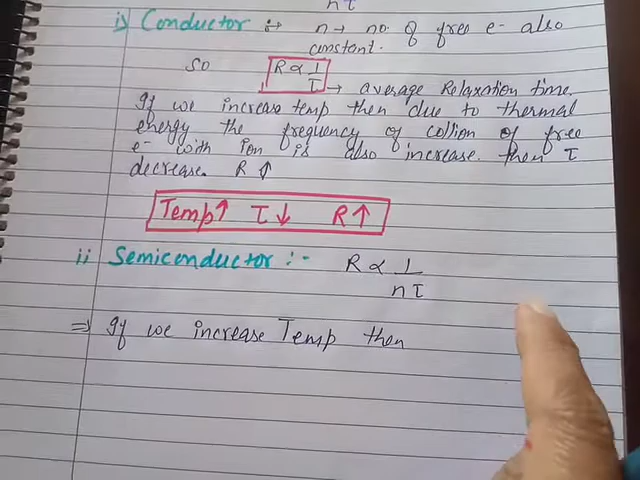 nτ
i) Conductor :→ n → no. of free e- also
constant.
so R ∝ 1/τ → average Relaxation time.
If we increase temp then due to thermal
energy the frequency of collion of free
e- with ion is also increase. then τ
decrease. R ↑
Temp↑ τ↓ R↑
ii Semiconductor :- R ∝ 1/nτ
⇒ If we increase Temp then